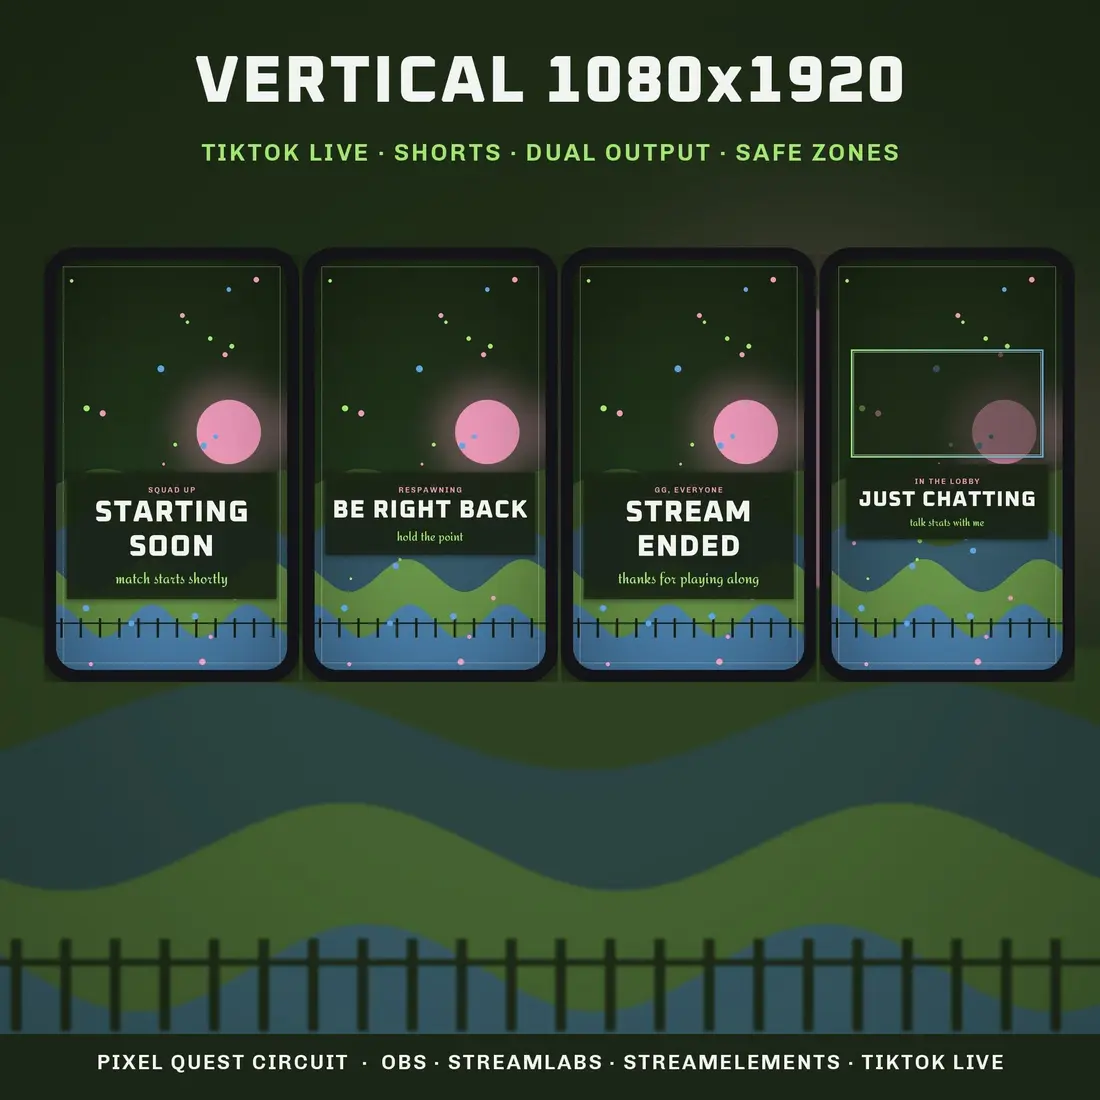 VERTICAL 1080x1920
TIKTOK LIVE · SHORTS · DUAL OUTPUT · SAFE ZONES
SQUAD UP
STARTING
SOON
match starts shortly
RESPAWNING
BE RIGHT BACK
hold the point
GG, EVERYONE
STREAM
ENDED
thanks for playing along
IN THE LOBBY
JUST CHATTING
talk strats with me
PIXEL QUEST CIRCUIT · OBS · STREAMLABS · STREAMELEMENTS · TIKTOK LIVE